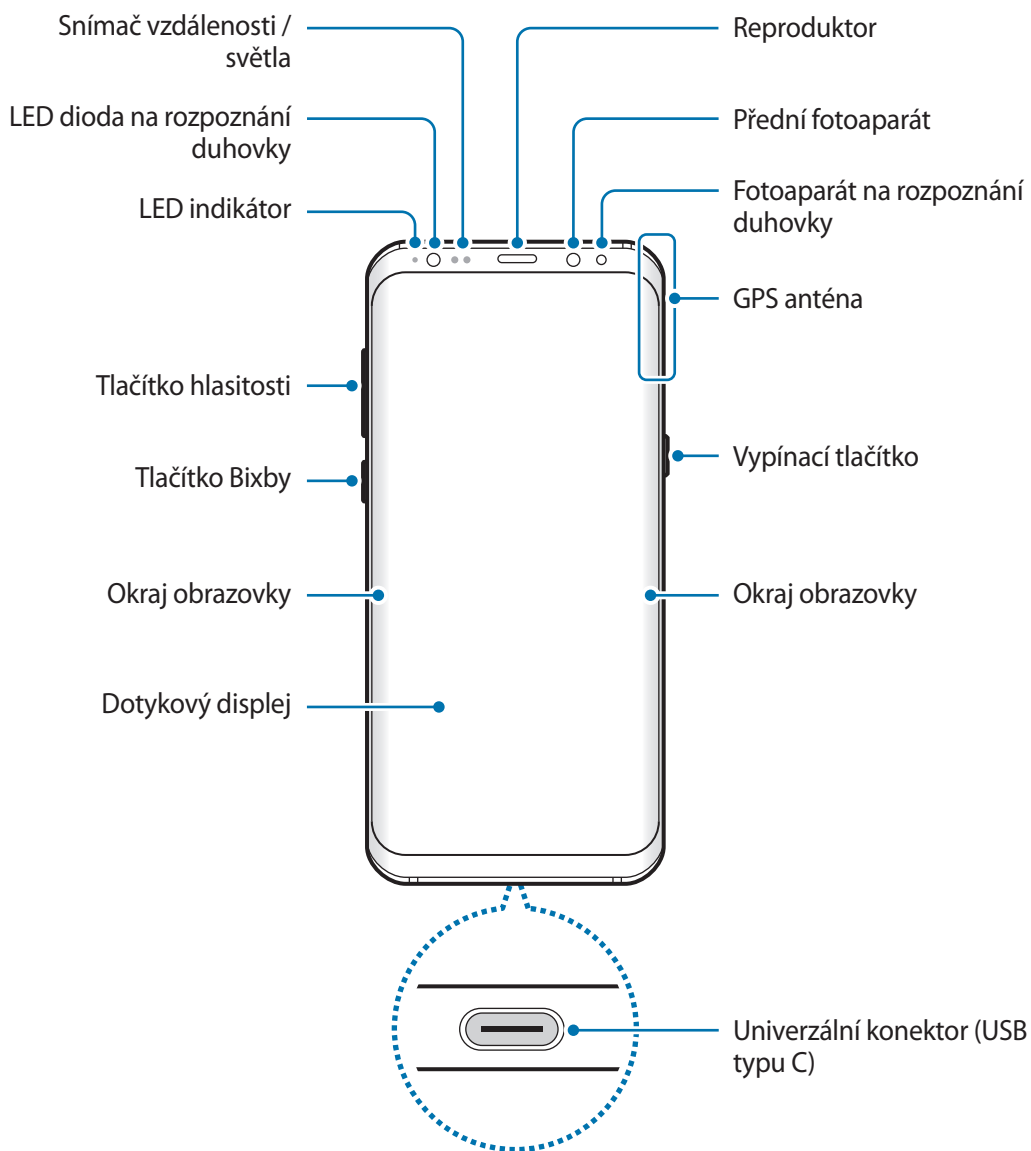 Snímač vzdálenosti /
světla
LED dioda na rozpoznání
duhovky
LED indikátor
Tlačítko hlasitosti
Tlačítko Bixby
Okraj obrazovky
Dotykový displej
Reproduktor
Přední fotoaparát
Fotoaparát na rozpoznání
duhovky
GPS anténa
Vypínací tlačítko
Okraj obrazovky
Univerzální konektor (USB
typu C)